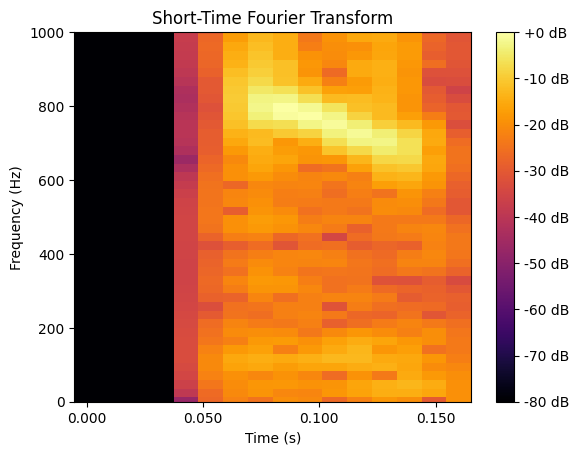 Short-Time Fourier Transform
1000
800
600
400
200
0
Frequency (Hz)
0.000
0.050
0.100
0.150
Time (s)
+0 dB
-10 dB
-20 dB
-30 dB
-40 dB
-50 dB
-60 dB
-70 dB
-80 dB